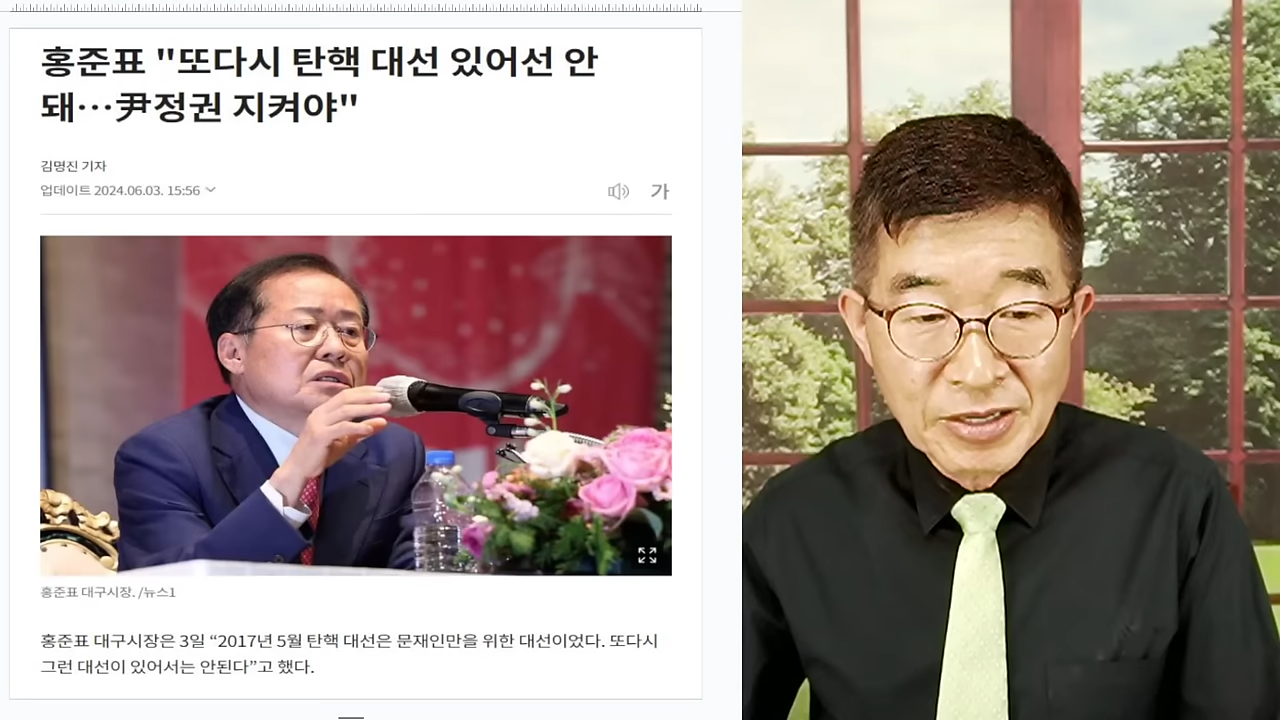 홍준표 "또다시 탄핵 대선 있어선 안
돼…尹정권 지켜야"
김명진 기자
업데이트 2024.06.03. 15:56
가
홍준표 대구시장. /뉴스1
홍준표 대구시장은 3일 “2017년 5월 탄핵 대선은 문재인만을 위한 대선이었다. 또다시
그런 대선이 있어서는 안된다”고 했다.